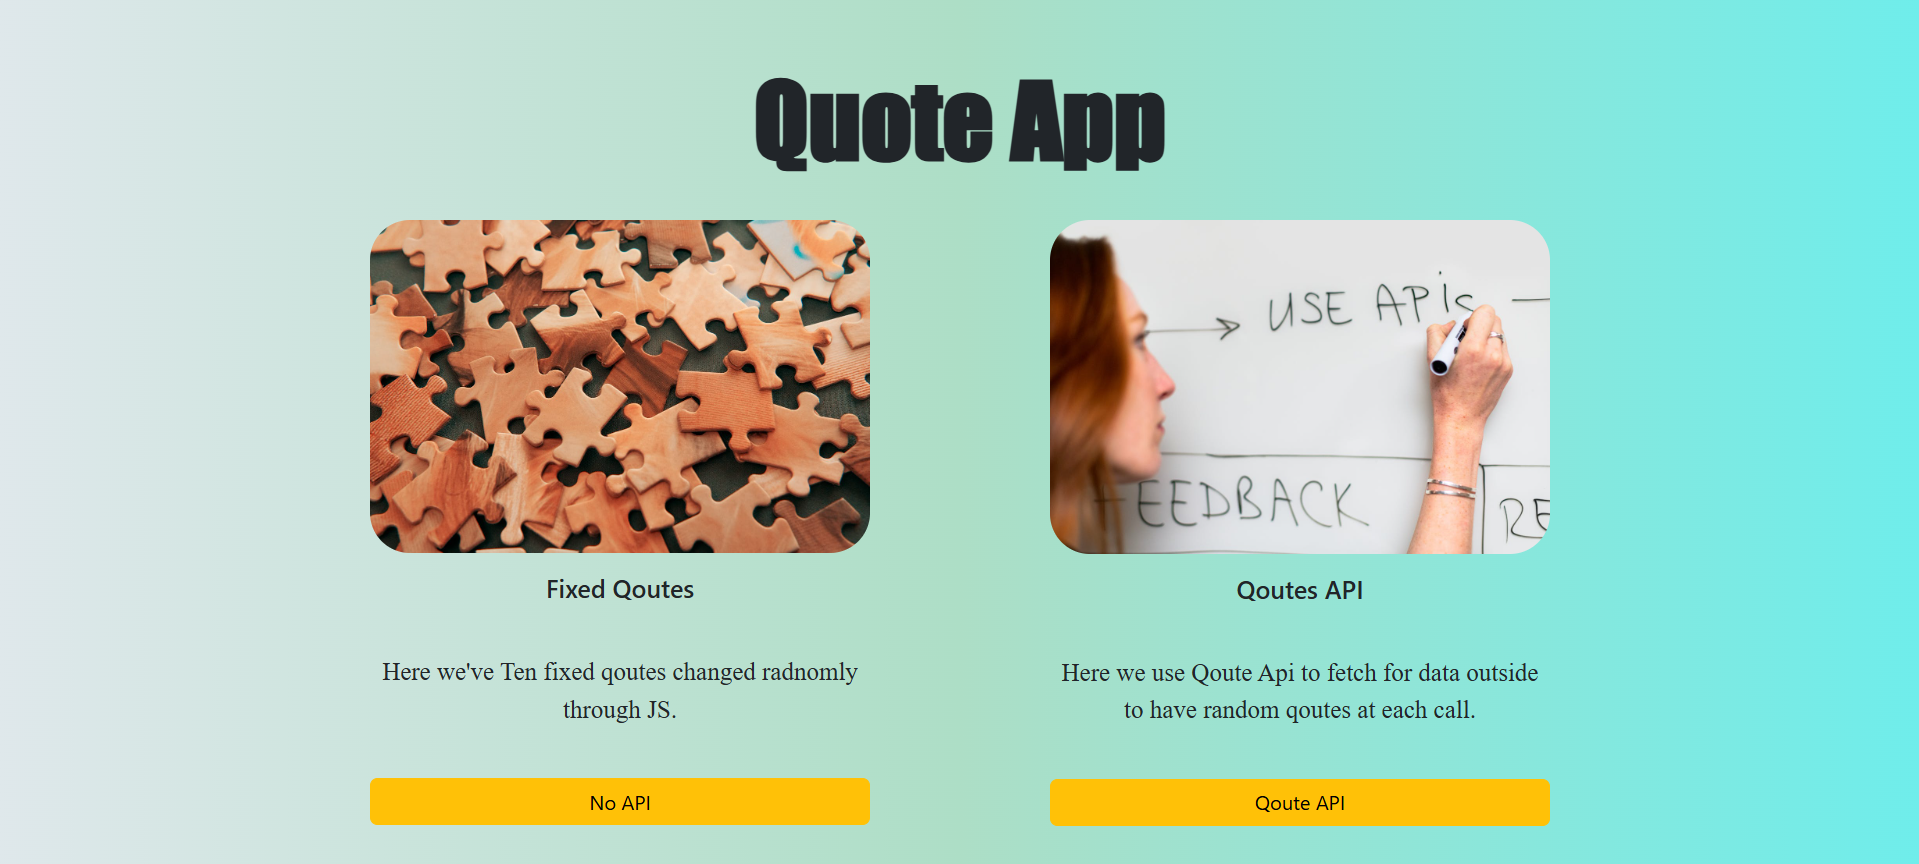 Quote App
USE APIs
FEEDBACK
RE
Fixed Qoutes
Qoutes API
Here we've Ten fixed qoutes changed radnomly
through JS.
Here we use Qoute Api to fetch for data outside
to have random qoutes at each call.
No API
Qoute API